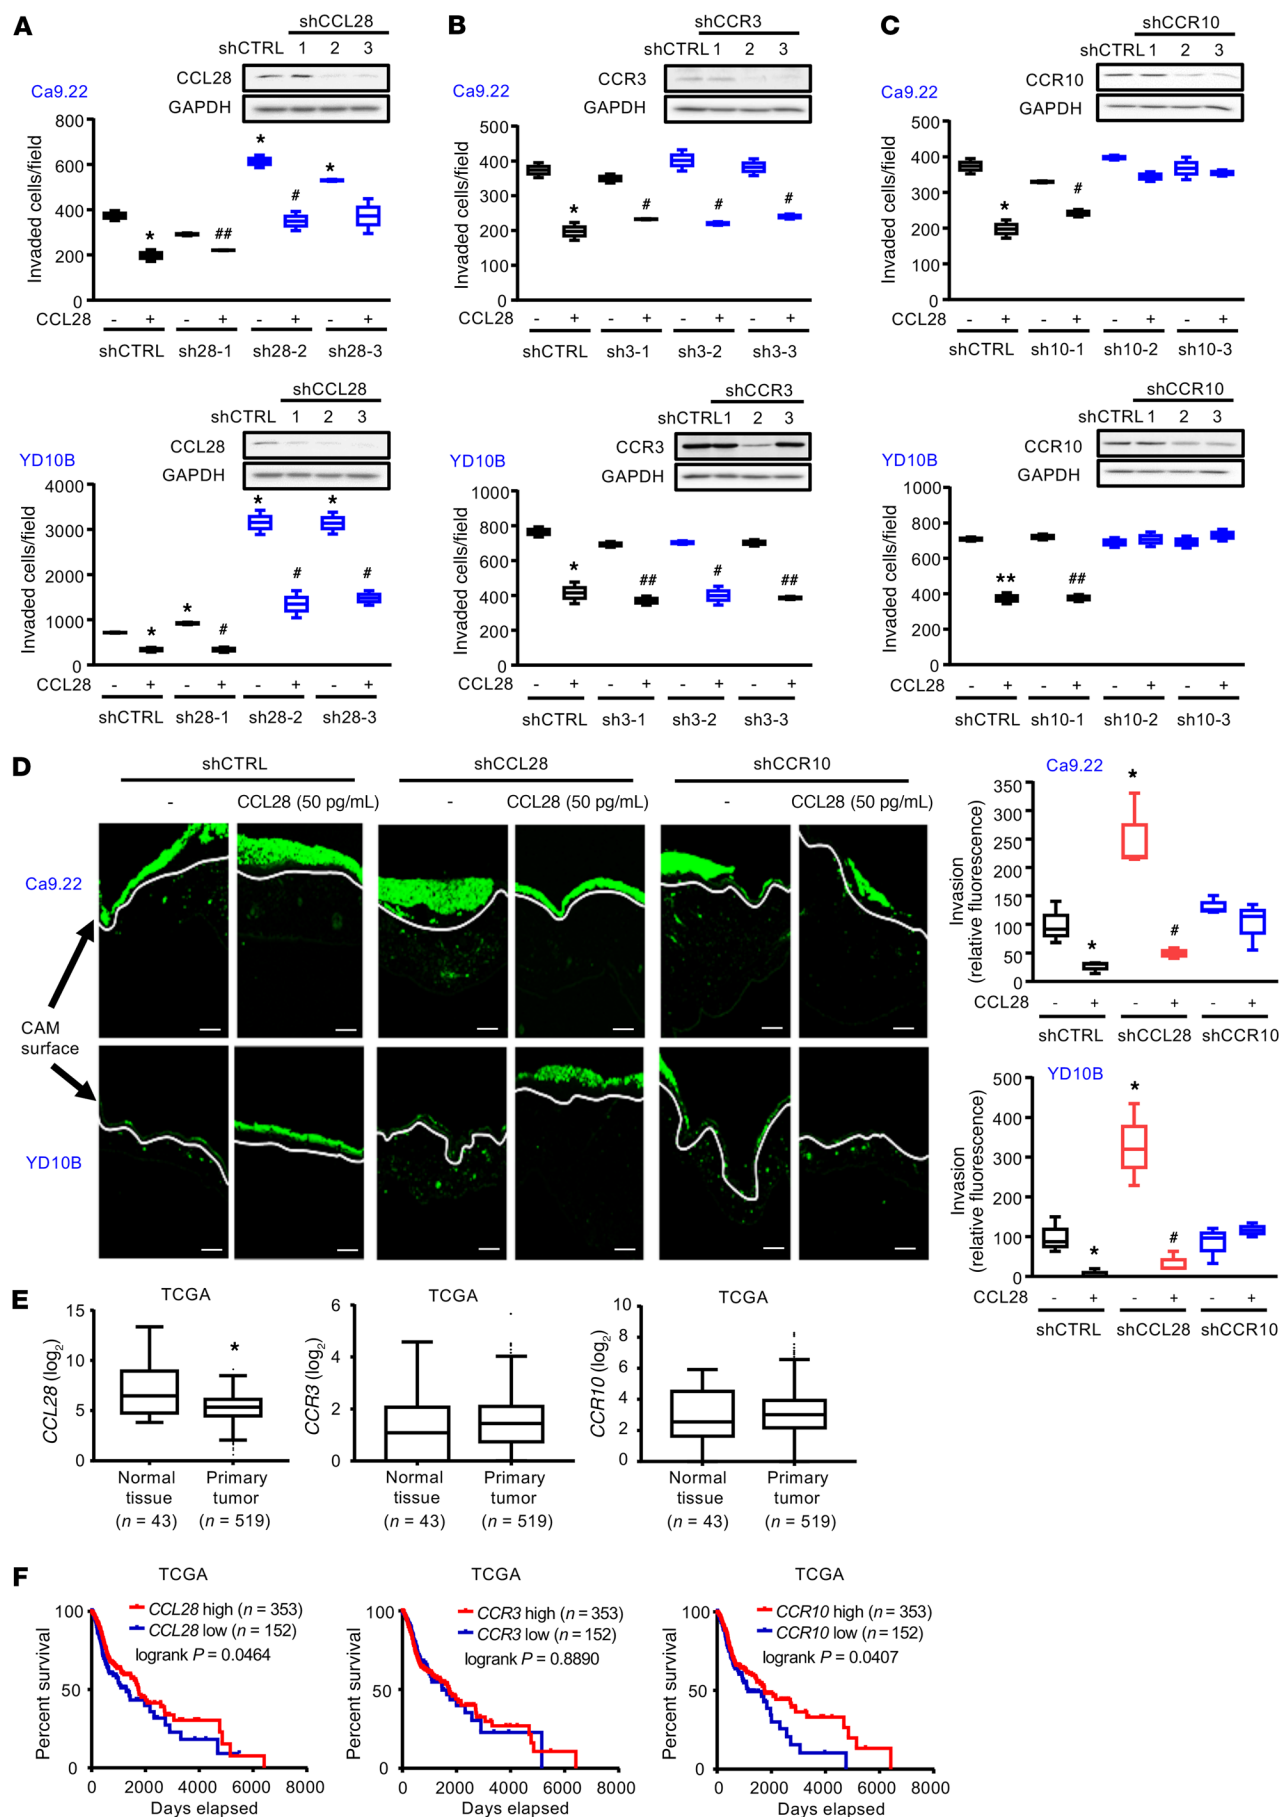 A
shCCL28
shCTRL 1 2 3
CCL28
GAPDH
Ca9.22
Invaded cells/field
800
600
400
200
0
* ## * # *
CCL28 - + - + - + - +
shCTRL sh28-1 sh28-2 sh28-3
shCCL28
shCTRL 1 2 3
CCL28
GAPDH
YD10B
Invaded cells/field
4000
3000
2000
1000
0
* * # * # * #
CCL28 - + - + - + - +
shCTRL sh28-1 sh28-2 sh28-3
B
shCCR3
shCTRL 1 2 3
CCR3
GAPDH
Ca9.22
Invaded cells/field
500
400
300
200
100
0
* # # #
CCL28 - + - + - + - +
shCTRL sh3-1 sh3-2 sh3-3
shCCR3
shCTRL1 2 3
CCR3
GAPDH
YD10B
Invaded cells/field
1000
800
600
400
200
0
* ## # ##
CCL28 - + - + - + - +
shCTRL sh3-1 sh3-2 sh3-3
C
shCCR10
shCTRL 1 2 3
CCR10
GAPDH
Ca9.22
Invaded cells/field
500
400
300
200
100
0
* #
CCL28 - + - + - + - +
shCTRL sh10-1 sh10-2 sh10-3
shCCR10
shCTRL 1 2 3
CCR10
GAPDH
YD10B
Invaded cells/field
1000
800
600
400
200
0
** ##
CCL28 - + - + - + - +
shCTRL sh10-1 sh10-2 sh10-3
D
shCTRL shCCL28 shCCR10
- CCL28 (50 pg/mL) - CCL28 (50 pg/mL) - CCL28 (50 pg/mL)
Ca9.22
CAM
surface
YD10B
Ca9.22
Invasion
(relative fluorescence)
350
300
250
200
150
100
50
0
* * #
CCL28 - + - + - +
shCTRL shCCL28 shCCR10
YD10B
Invasion
(relative fluorescence)
500
400
300
200
100
0
* * #
CCL28 - + - + - +
shCTRL shCCL28 shCCR10
E
TCGA
CCL28 (log2)
15
10
5
0
*
Normal tissue (n = 43)
Primary tumor (n = 519)
TCGA
CCR3 (log2)
6
4
2
0
Normal tissue (n = 43)
Primary tumor (n = 519)
TCGA
CCR10 (log2)
10
8
6
4
2
0
Normal tissue (n = 43)
Primary tumor (n = 519)
F
TCGA
CCL28 high (n = 353)
CCL28 low (n = 152)
logrank P = 0.0464
Percent survival
100
50
0
0 2000 4000 6000 8000
Days elapsed
TCGA
CCR3 high (n = 353)
CCR3 low (n = 152)
logrank P = 0.8890
Percent survival
100
50
0
0 2000 4000 6000 8000
Days elapsed
TCGA
CCR10 high (n = 353)
CCR10 low (n = 152)
logrank P = 0.0407
Percent survival
100
50
0
0 2000 4000 6000 8000
Days elapsed